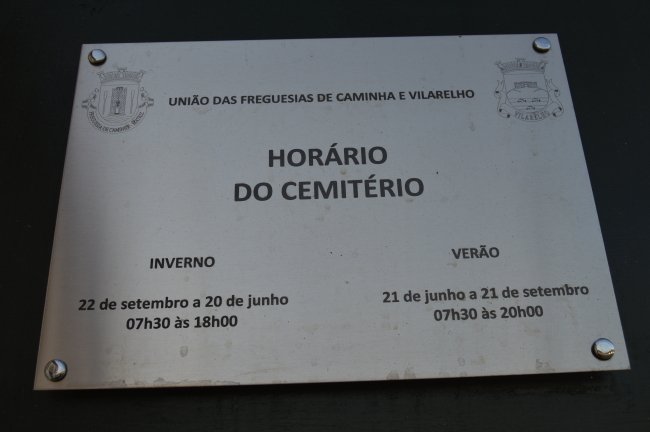 UNIÃO DAS FREGUESIAS DE CAMINHA E VILARELHO
VILARELHO
HORÁRIO
DO CEMITÉRIO
INVERNO
22 de setembro a 20 de junho
07h30 às 18h00
VERÃO
21 de junho a 21 de setembro
07h30 às 20h00